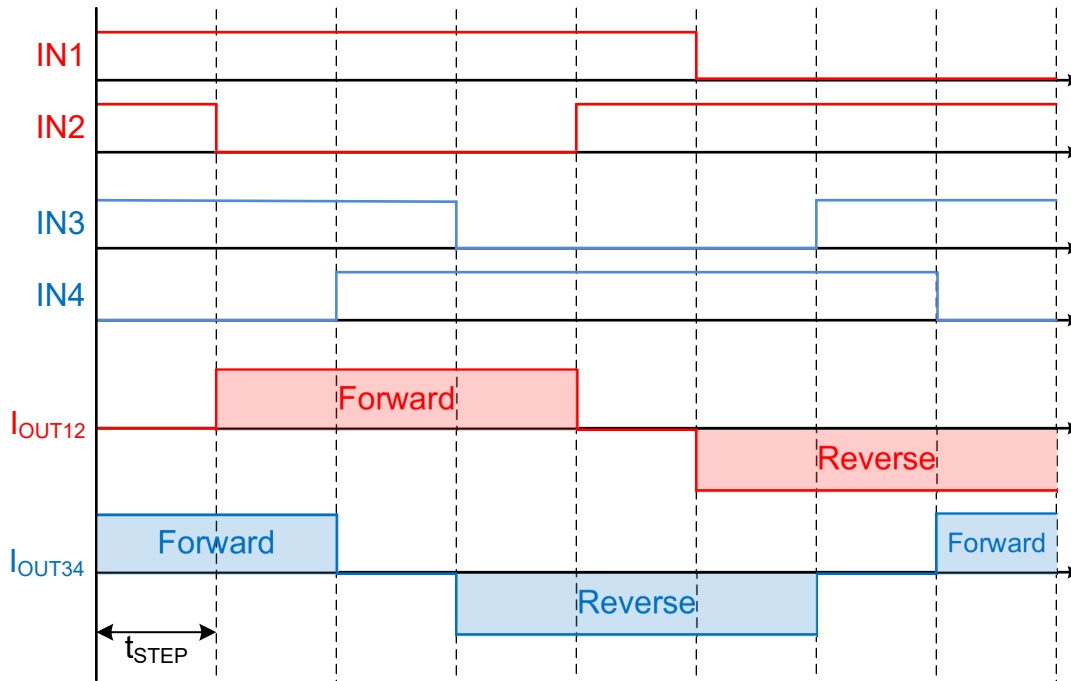 IN1
IN2
IN3
IN4
Forward
IOUT12
Reverse
Forward
Forward
IOUT34
Reverse
tSTEP